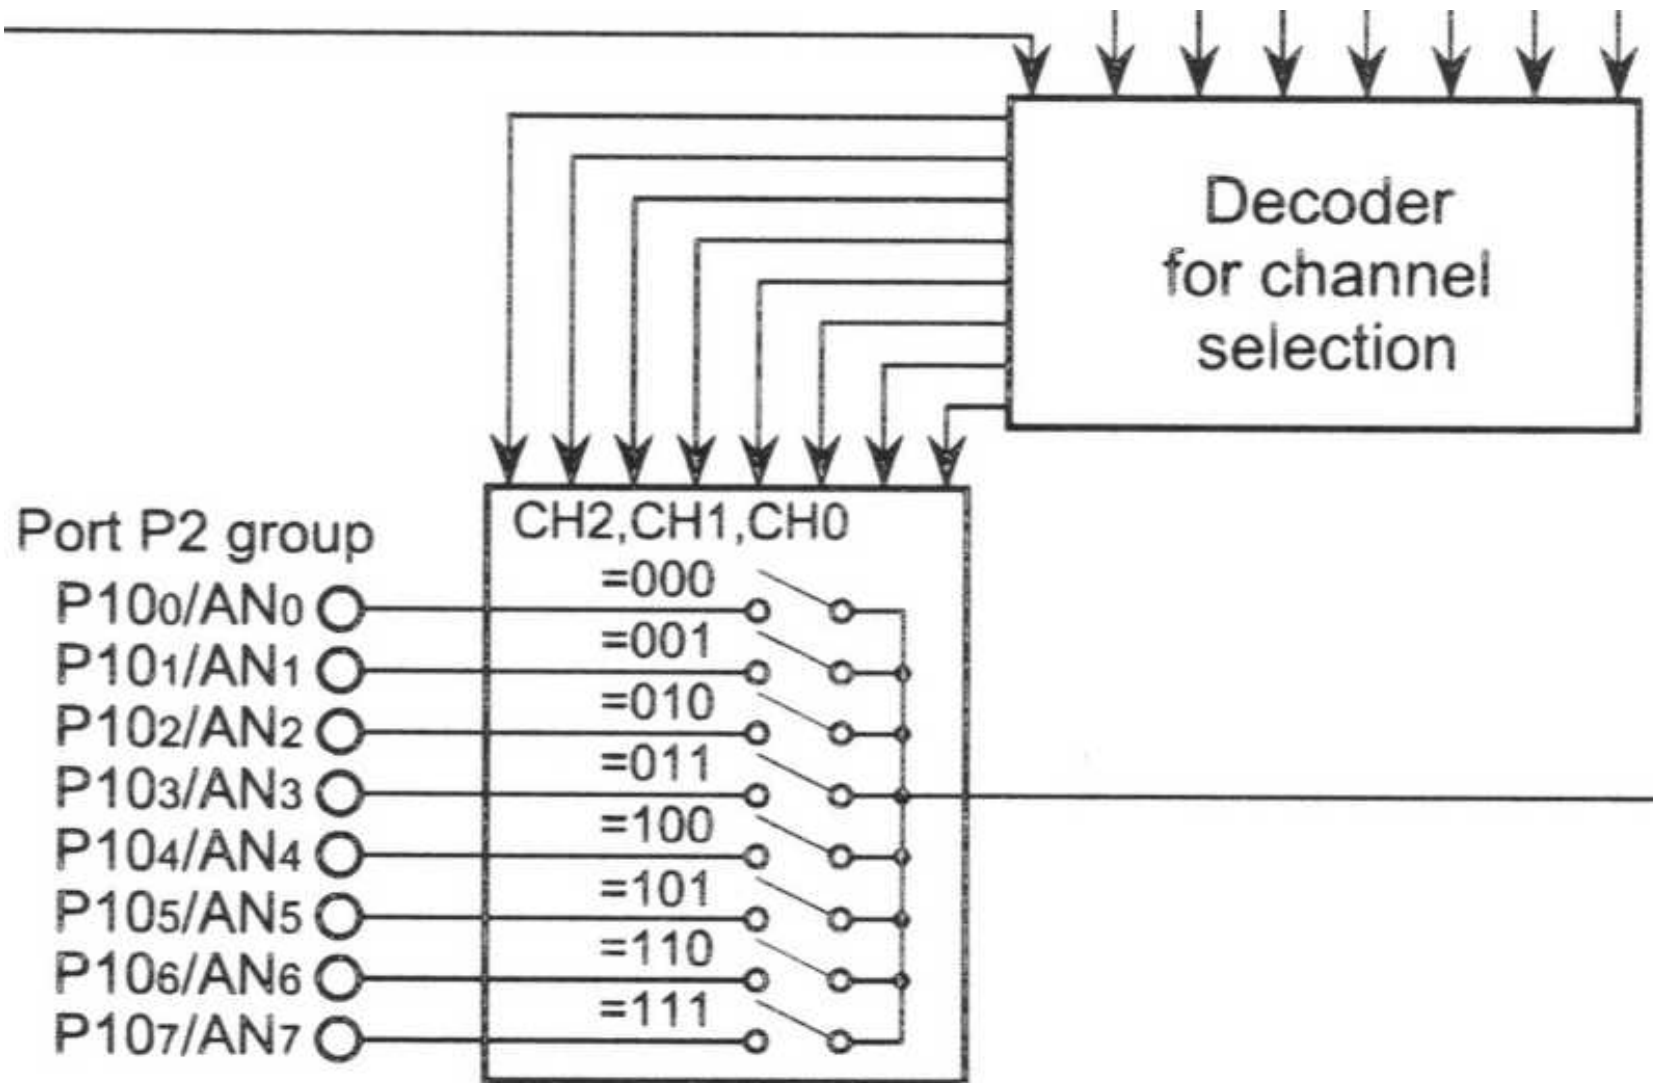 Decoder
for channel
selection
CH2,CH1,CH0
Port P2 group
=000
P100/AN0
=001
P101/AN1
=010
P102/AN2
=011
P103/AN3
=100
P104/AN4
=101
P105/AN5
=110
P106/AN6
=111
P107/AN7